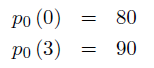 p₀ (0) = 80
p₀ (3) = 90